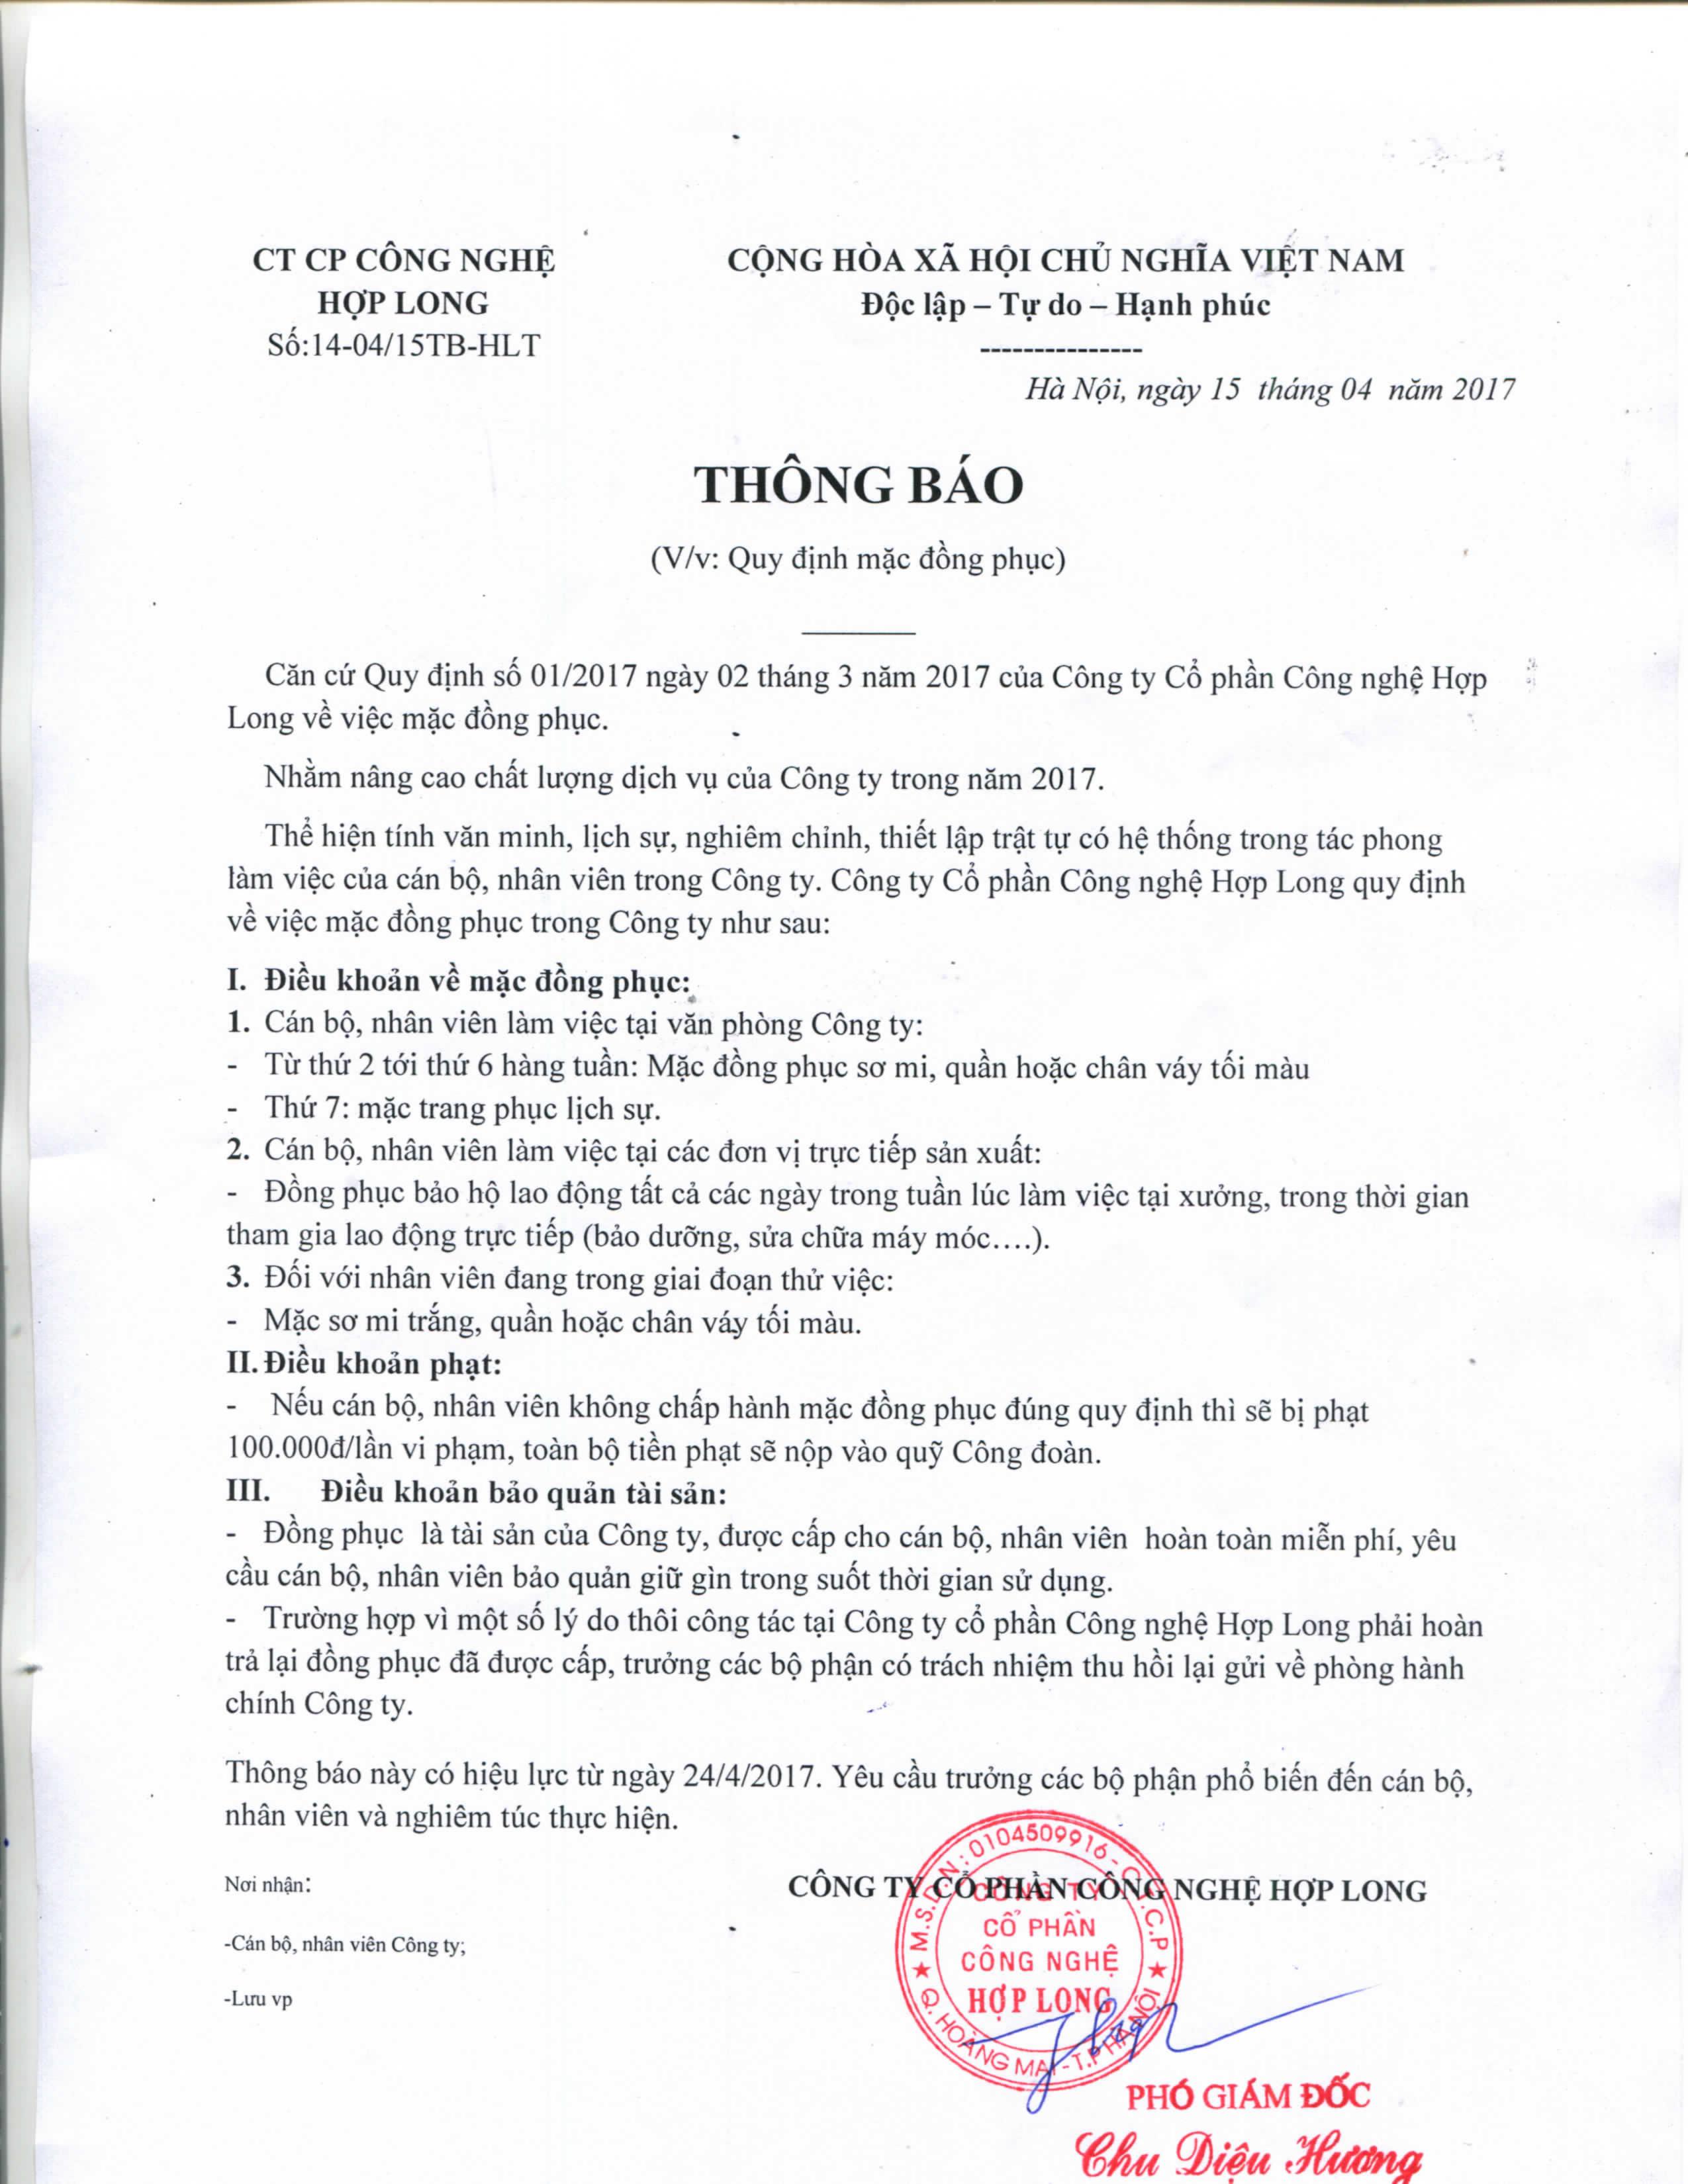 CT CP CÔNG NGHỆ
HỢP LONG
Số:14-04/15TB-HLT
CỘNG HÒA XÃ HỘI CHỦ NGHĨA VIỆT NAM
Độc lập – Tự do – Hạnh phúc
---------------
Hà Nội, ngày 15 tháng 04 năm 2017
THÔNG BÁO
(V/v: Quy định mặc đồng phục)
Căn cứ Quy định số 01/2017 ngày 02 tháng 3 năm 2017 của Công ty Cổ phần Công nghệ Hợp
Long về việc mặc đồng phục.
Nhằm nâng cao chất lượng dịch vụ của Công ty trong năm 2017.
Thể hiện tính văn minh, lịch sự, nghiêm chỉnh, thiết lập trật tự có hệ thống trong tác phong
làm việc của cán bộ, nhân viên trong Công ty. Công ty Cổ phần Công nghệ Hợp Long quy định
về việc mặc đồng phục trong Công ty như sau:
I. Điều khoản về mặc đồng phục:
1. Cán bộ, nhân viên làm việc tại văn phòng Công ty:
- Từ thứ 2 tới thứ 6 hàng tuần: Mặc đồng phục sơ mi, quần hoặc chân váy tối màu
- Thứ 7: mặc trang phục lịch sự.
2. Cán bộ, nhân viên làm việc tại các đơn vị trực tiếp sản xuất:
- Đồng phục bảo hộ lao động tất cả các ngày trong tuần lúc làm việc tại xưởng, trong thời gian
tham gia lao động trực tiếp (bảo dưỡng, sửa chữa máy móc....).
3. Đối với nhân viên đang trong giai đoạn thử việc:
- Mặc sơ mi trắng, quần hoặc chân váy tối màu.
II. Điều khoản phạt:
- Nếu cán bộ, nhân viên không chấp hành mặc đồng phục đúng quy định thì sẽ bị phạt
100.000đ/lần vi phạm, toàn bộ tiền phạt sẽ nộp vào quỹ Công đoàn.
III. Điều khoản bảo quản tài sản:
- Đồng phục là tài sản của Công ty, được cấp cho cán bộ, nhân viên hoàn toàn miễn phí, yêu
cầu cán bộ, nhân viên bảo quản giữ gìn trong suốt thời gian sử dụng.
- Trường hợp vì một số lý do thôi công tác tại Công ty cổ phần Công nghệ Hợp Long phải hoàn
trả lại đồng phục đã được cấp, trưởng các bộ phận có trách nhiệm thu hồi lại gửi về phòng hành
chính Công ty.
Thông báo này có hiệu lực từ ngày 24/4/2017. Yêu cầu trưởng các bộ phận phổ biến đến cán bộ,
nhân viên và nghiêm túc thực hiện.
Nơi nhận:
-Cán bộ, nhân viên Công ty;
-Lưu vp
CÔNG TY CỔ PHẦN CÔNG NGHỆ HỢP LONG
M.S.D.N: 0104509916 - C.T.C.P
CÔNG TY
CỔ PHẦN
CÔNG NGHỆ
HỢP LONG
Q. HOÀNG MAI - T.P HÀ NỘI
PHÓ GIÁM ĐỐC
Chu Diệu Hương